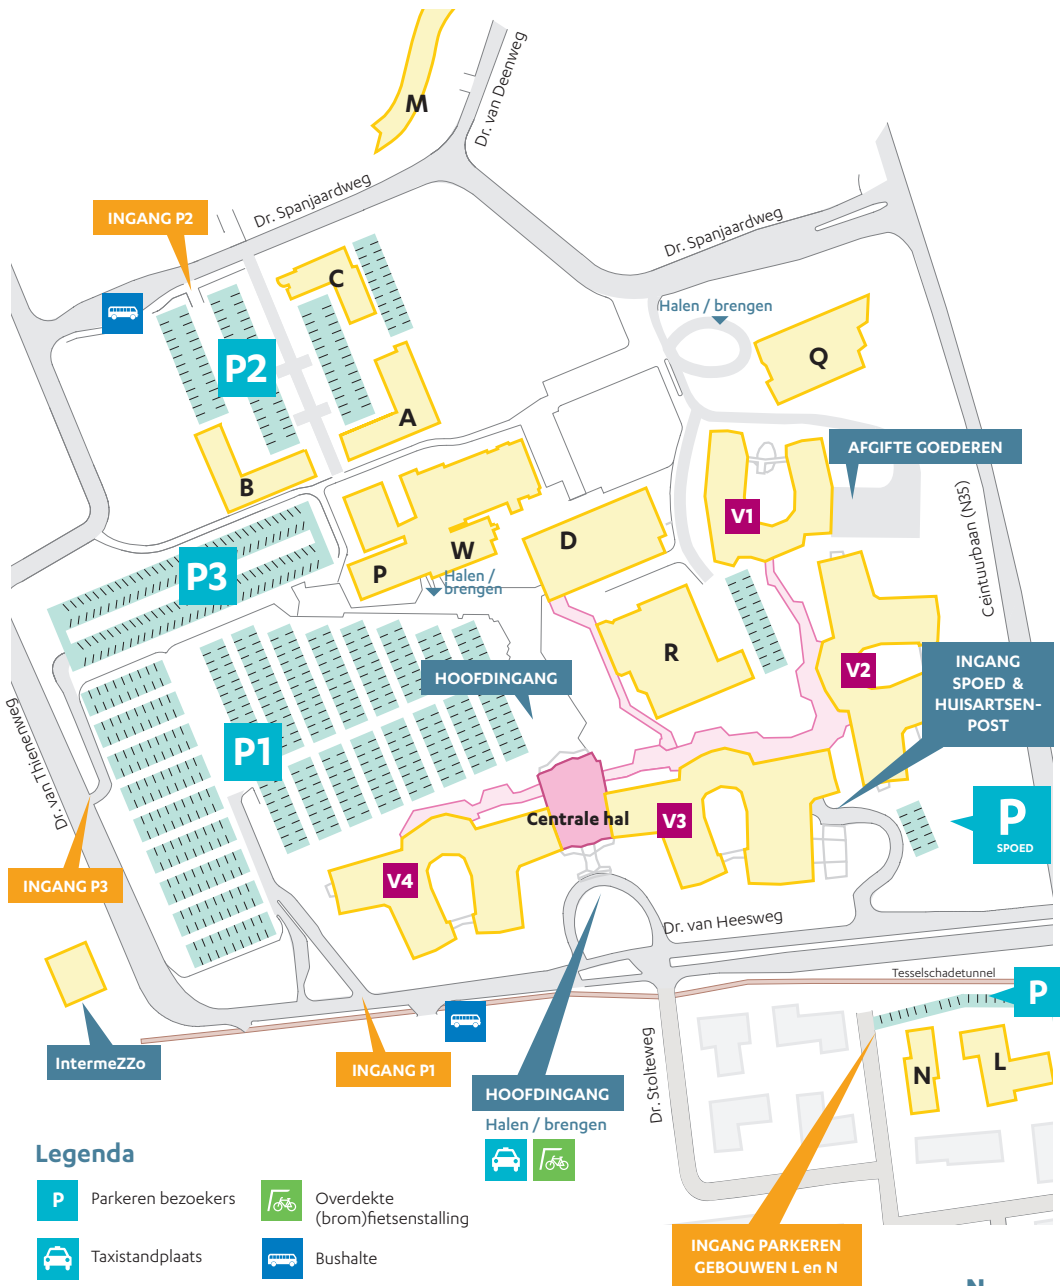 M
Dr. van Deenweg
Dr. Spanjaardweg
INGANG P2
Dr. Spanjaardweg
C
Halen / brengen
P2
Q
A
AFGIFTE GOEDEREN
B
V1
Ceintuurbaan (N35)
W
D
P
Halen /
brengen
P3
R
V2
INGANG
SPOED &
HUISARTSEN-
POST
HOOFDINGANG
Dr. van Thienenweg
P1
Centrale hal
V3
P
SPOED
V4
INGANG P3
Dr. van Heesweg
Tesselschadetunnel
P
IntermeZZo
INGANG P1
N
L
HOOFDINGANG
Halen / brengen
Dr. Stolteweg
Legenda
P
Parkeren bezoekers
Overdekte
(brom)fietsenstalling
Taxistandplaats
Bushalte
INGANG PARKEREN
GEBOUWEN L en N
N